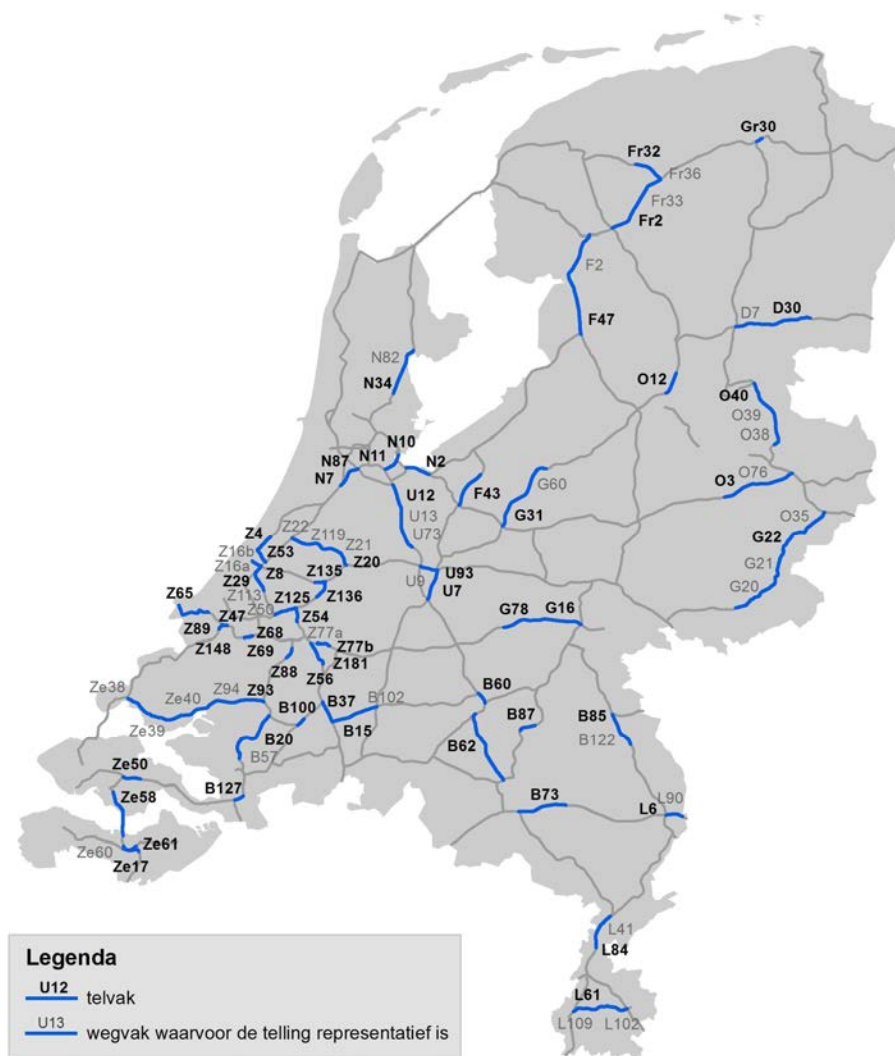 Gr30
Fr32
Fr36
Fr33
Fr2
F2
D7 D30
F47
N82
N34
O12
O40
O39
O38
N10
N87 N11
N7
N2
O76
O3
U12
F43
G60
G31
U13
U73
O35
G22
G21
G20
Z4
Z22
Z119
Z16b
Z53
Z21
Z16a
Z8
Z20
Z29
Z135
U9
U93
U7
Z113
Z125
Z136
Z65
Z50
Z54
G78 G16
Z47
Z89
Z68
Z77a
Z77b
Z148
Z69
Z181
Z88
Z56
Ze38
Ze40
Z94
Z93
B37
B102
B60
B100
B87
B85
Ze39
B20
B15
B62
B122
B57
Ze50
B127
Ze58
B73
L90
L6
Ze61
Ze60
Ze17
L41
L84
L61
L109 L102
Legenda
U12
telvak
U13
wegvak waarvoor de telling representatief is